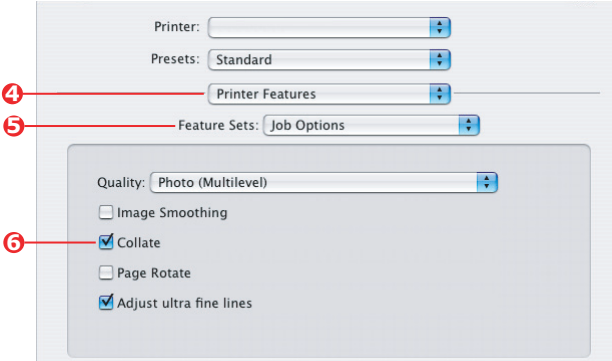 Printer:
Presets: Standard
4 Printer Features
5 Feature Sets: Job Options
Quality: Photo (Multilevel)
Image Smoothing
6 Collate
Page Rotate
Adjust ultra fine lines